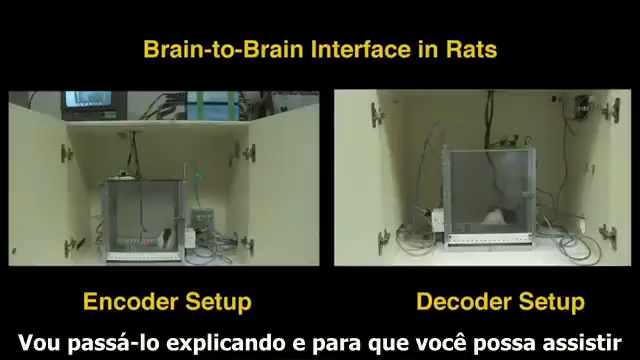 Brain-to-Brain Interface in Rats
Encoder Setup
Decoder Setup
Vou passá-lo explicando e para que você possa assistir